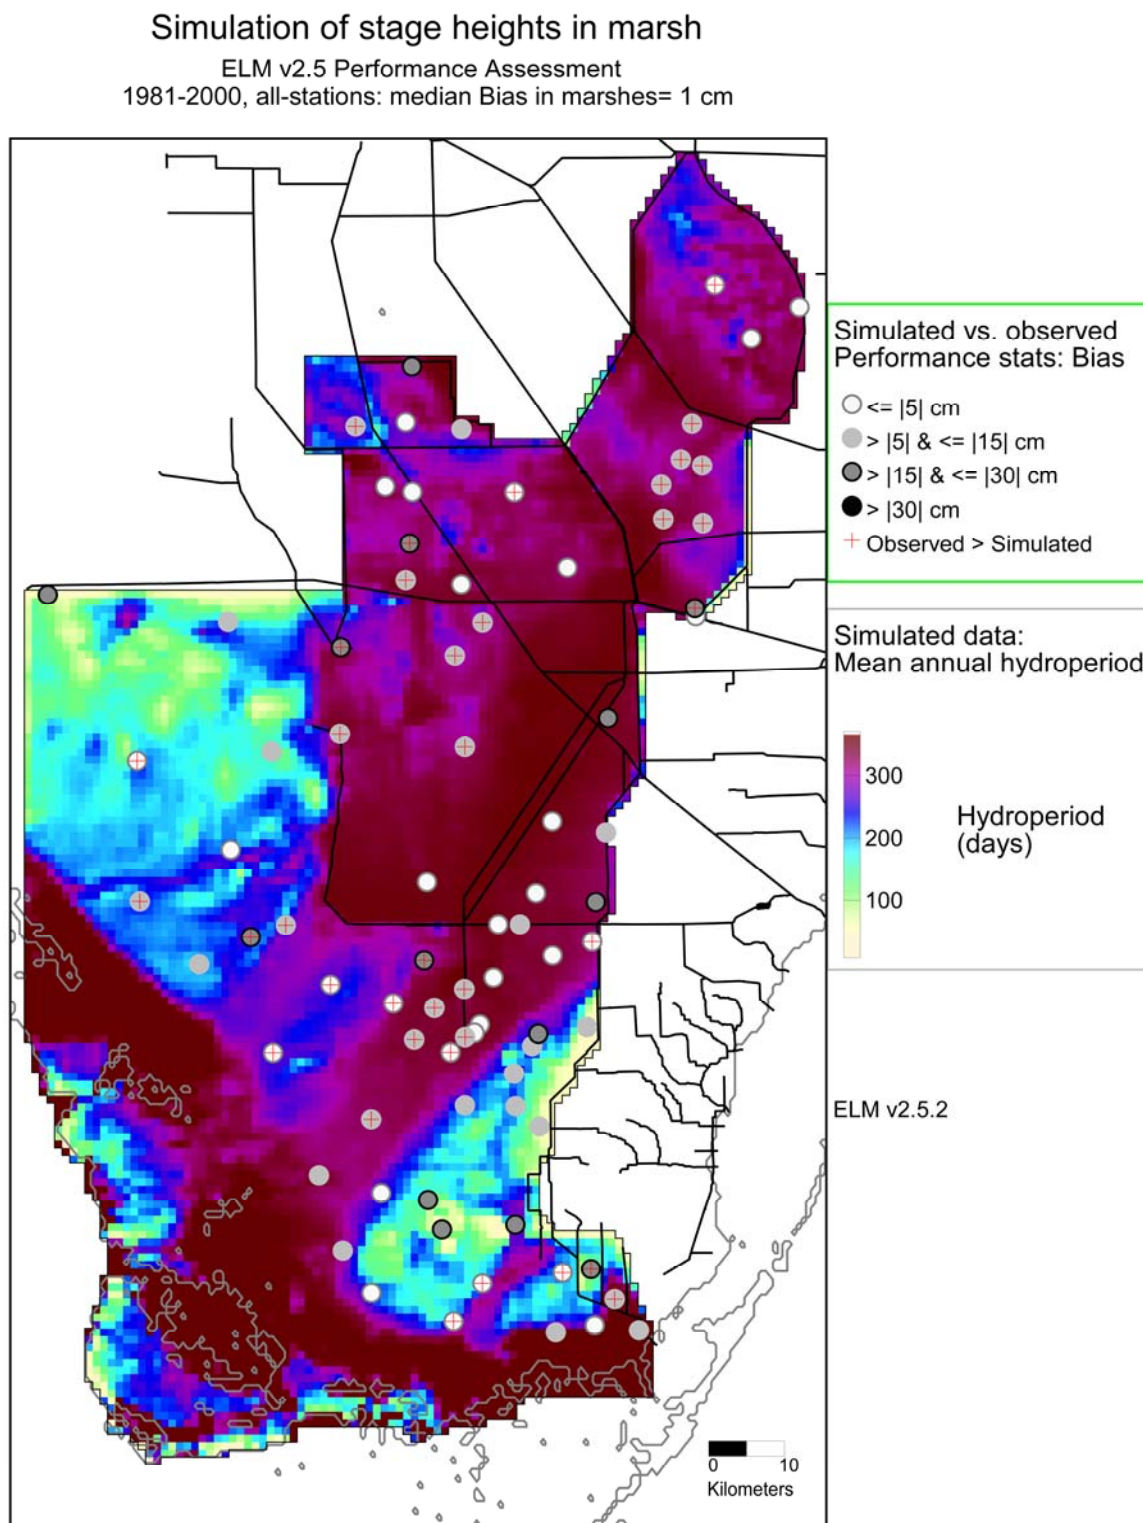 Simulation of stage heights in marsh
ELM v2.5 Performance Assessment
1981-2000, all-stations: median Bias in marshes= 1 cm
Simulated vs. observed
Performance stats: Bias
<= |5| cm
> |5| & <= |15| cm
> |15| & <= |30| cm
> |30| cm
Observed > Simulated
Simulated data:
Mean annual hydroperiod
300
200
100
Hydroperiod
(days)
ELM v2.5.2
0 10
Kilometers